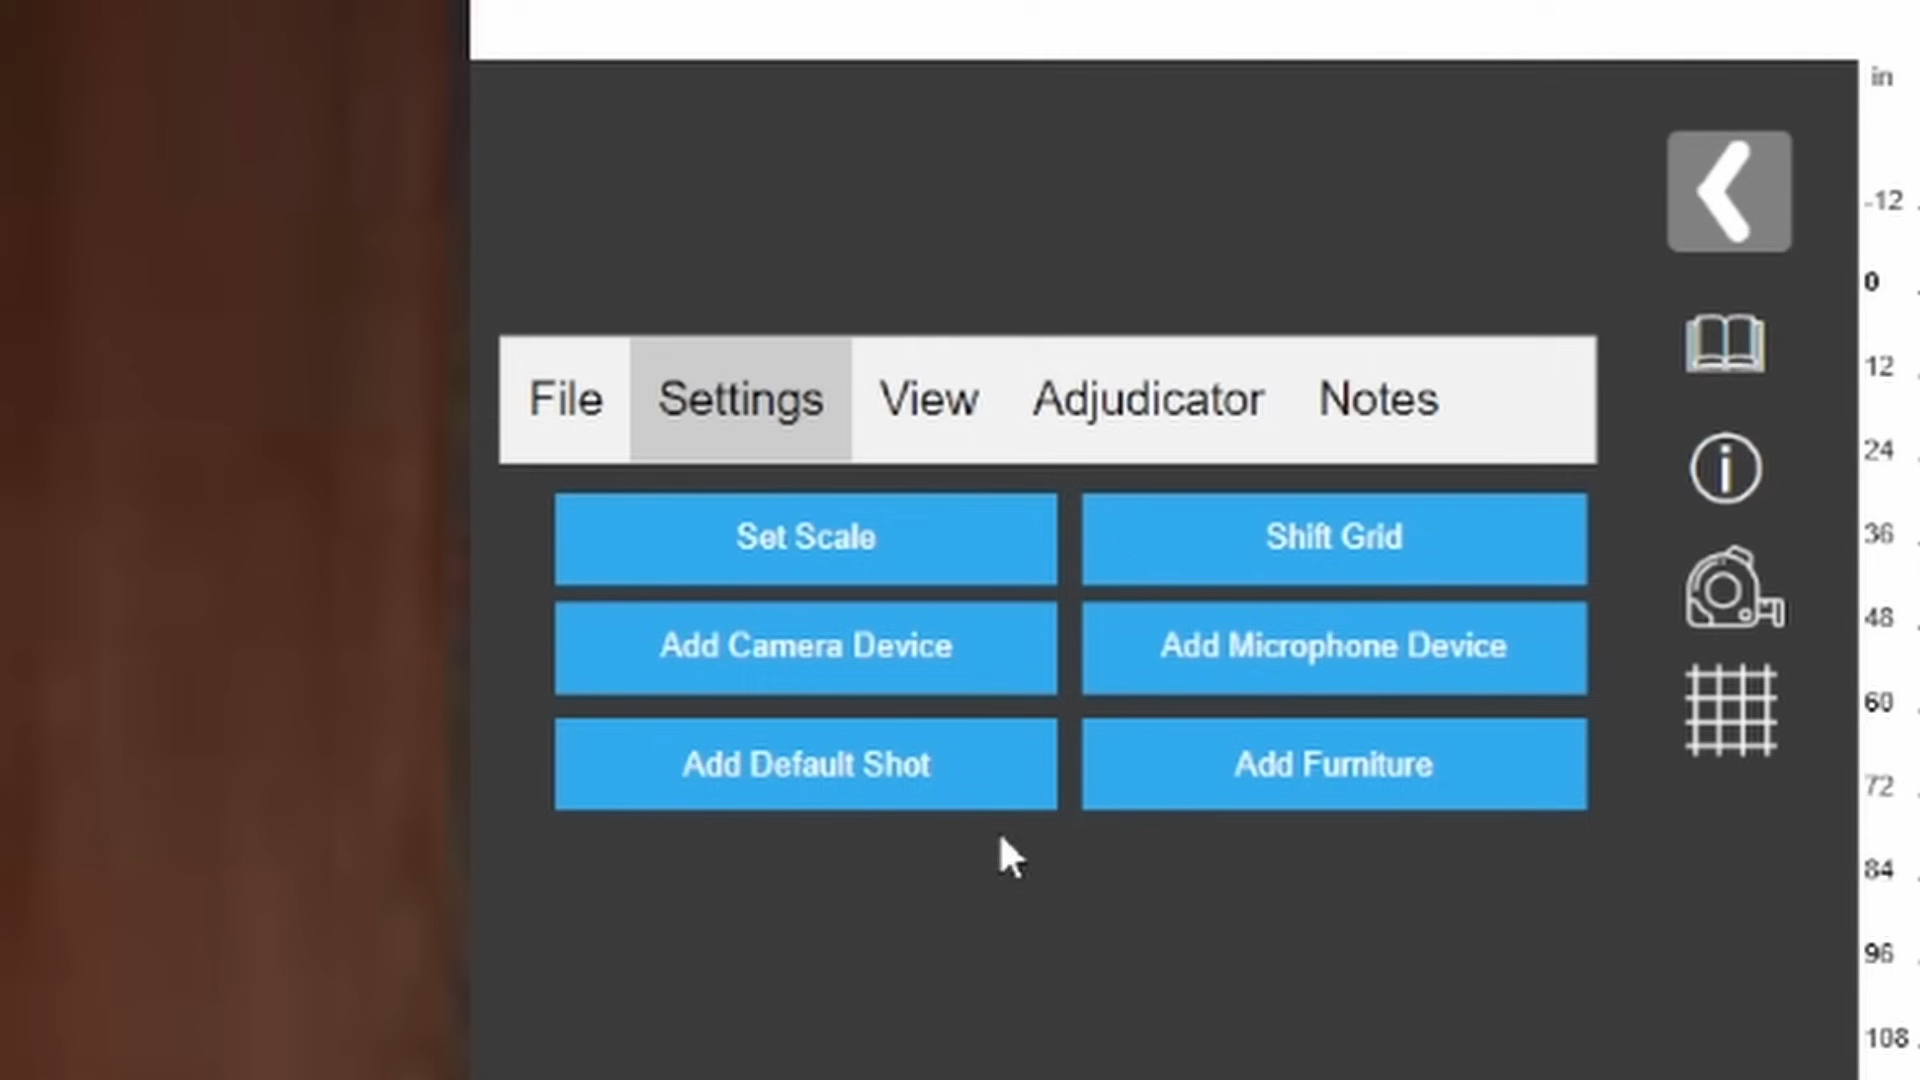 in
-12
0
File Settings View Adjudicator Notes
12
24
Set Scale Shift Grid
36
Add Camera Device Add Microphone Device
48
60
Add Default Shot Add Furniture
72
84
96
108